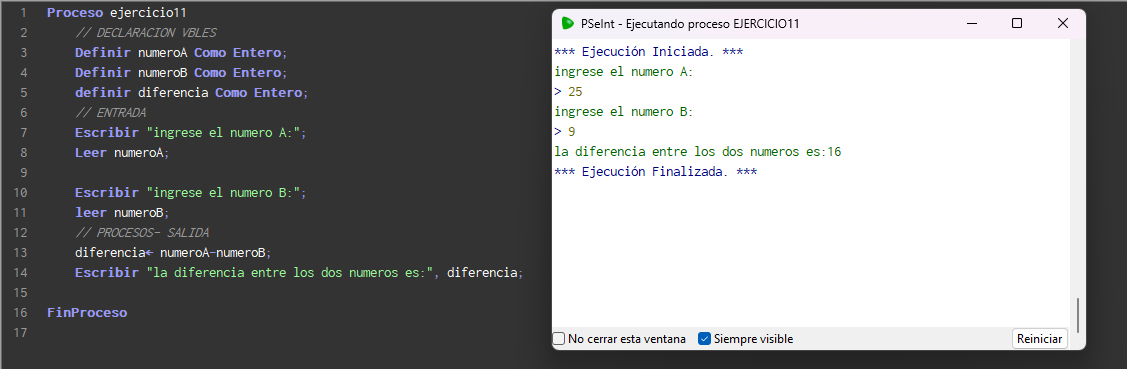 1 Proceso ejercicio11
2 // DECLARACION VBLES
3 Definir numeroA Como Entero;
4 Definir numeroB Como Entero;
5 definir diferencia Como Entero;
6 // ENTRADA
7 Escribir "ingrese el numero A:";
8 Leer numeroA;
9
10 Escribir "ingrese el numero B:";
11 leer numeroB;
12 // PROCESOS- SALIDA
13 diferencia← numeroA-numeroB;
14 Escribir "la diferencia entre los dos numeros es:", diferencia;
15
16 FinProceso
17
PSeInt - Ejecutando proceso EJERCICIO11
*** Ejecución Iniciada. ***
ingrese el numero A:
> 25
ingrese el numero B:
> 9
la diferencia entre los dos numeros es:16
*** Ejecución Finalizada. ***
No cerrar esta ventana Siempre visible Reiniciar